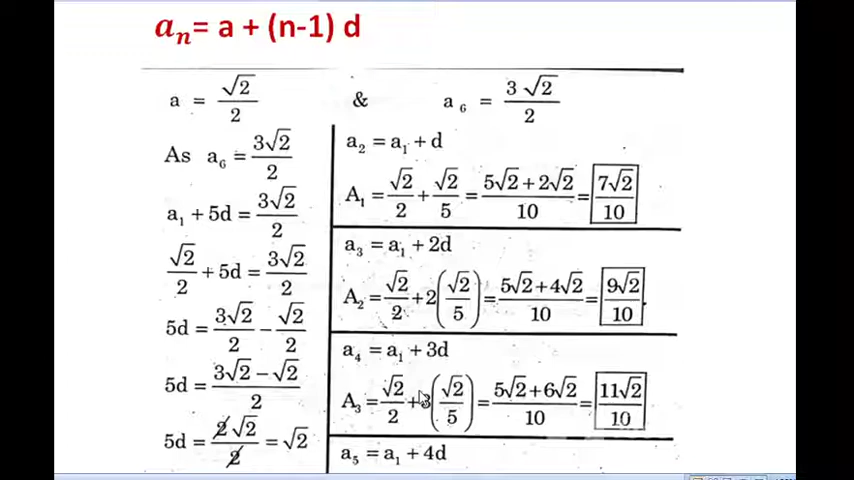 aₙ= a + (n-1) d
a = √2/2 & a₆ = 3√2/2
As a₆ = 3√2/2
a₁ + 5d = 3√2/2
√2/2 + 5d = 3√2/2
5d = 3√2/2 − √2/2
5d = (3√2 − √2)/2
5d = 2√2/2 = √2
a₂ = a₁ + d
A₁ = √2/2 + √2/5 = (5√2 + 2√2)/10 = 7√2/10
a₃ = a₁ + 2d
A₂ = √2/2 + 2(√2/5) = (5√2 + 4√2)/10 = 9√2/10
a₄ = a₁ + 3d
A₃ = √2/2 + 3(√2/5) = (5√2 + 6√2)/10 = 11√2/10
a₅ = a₁ + 4d